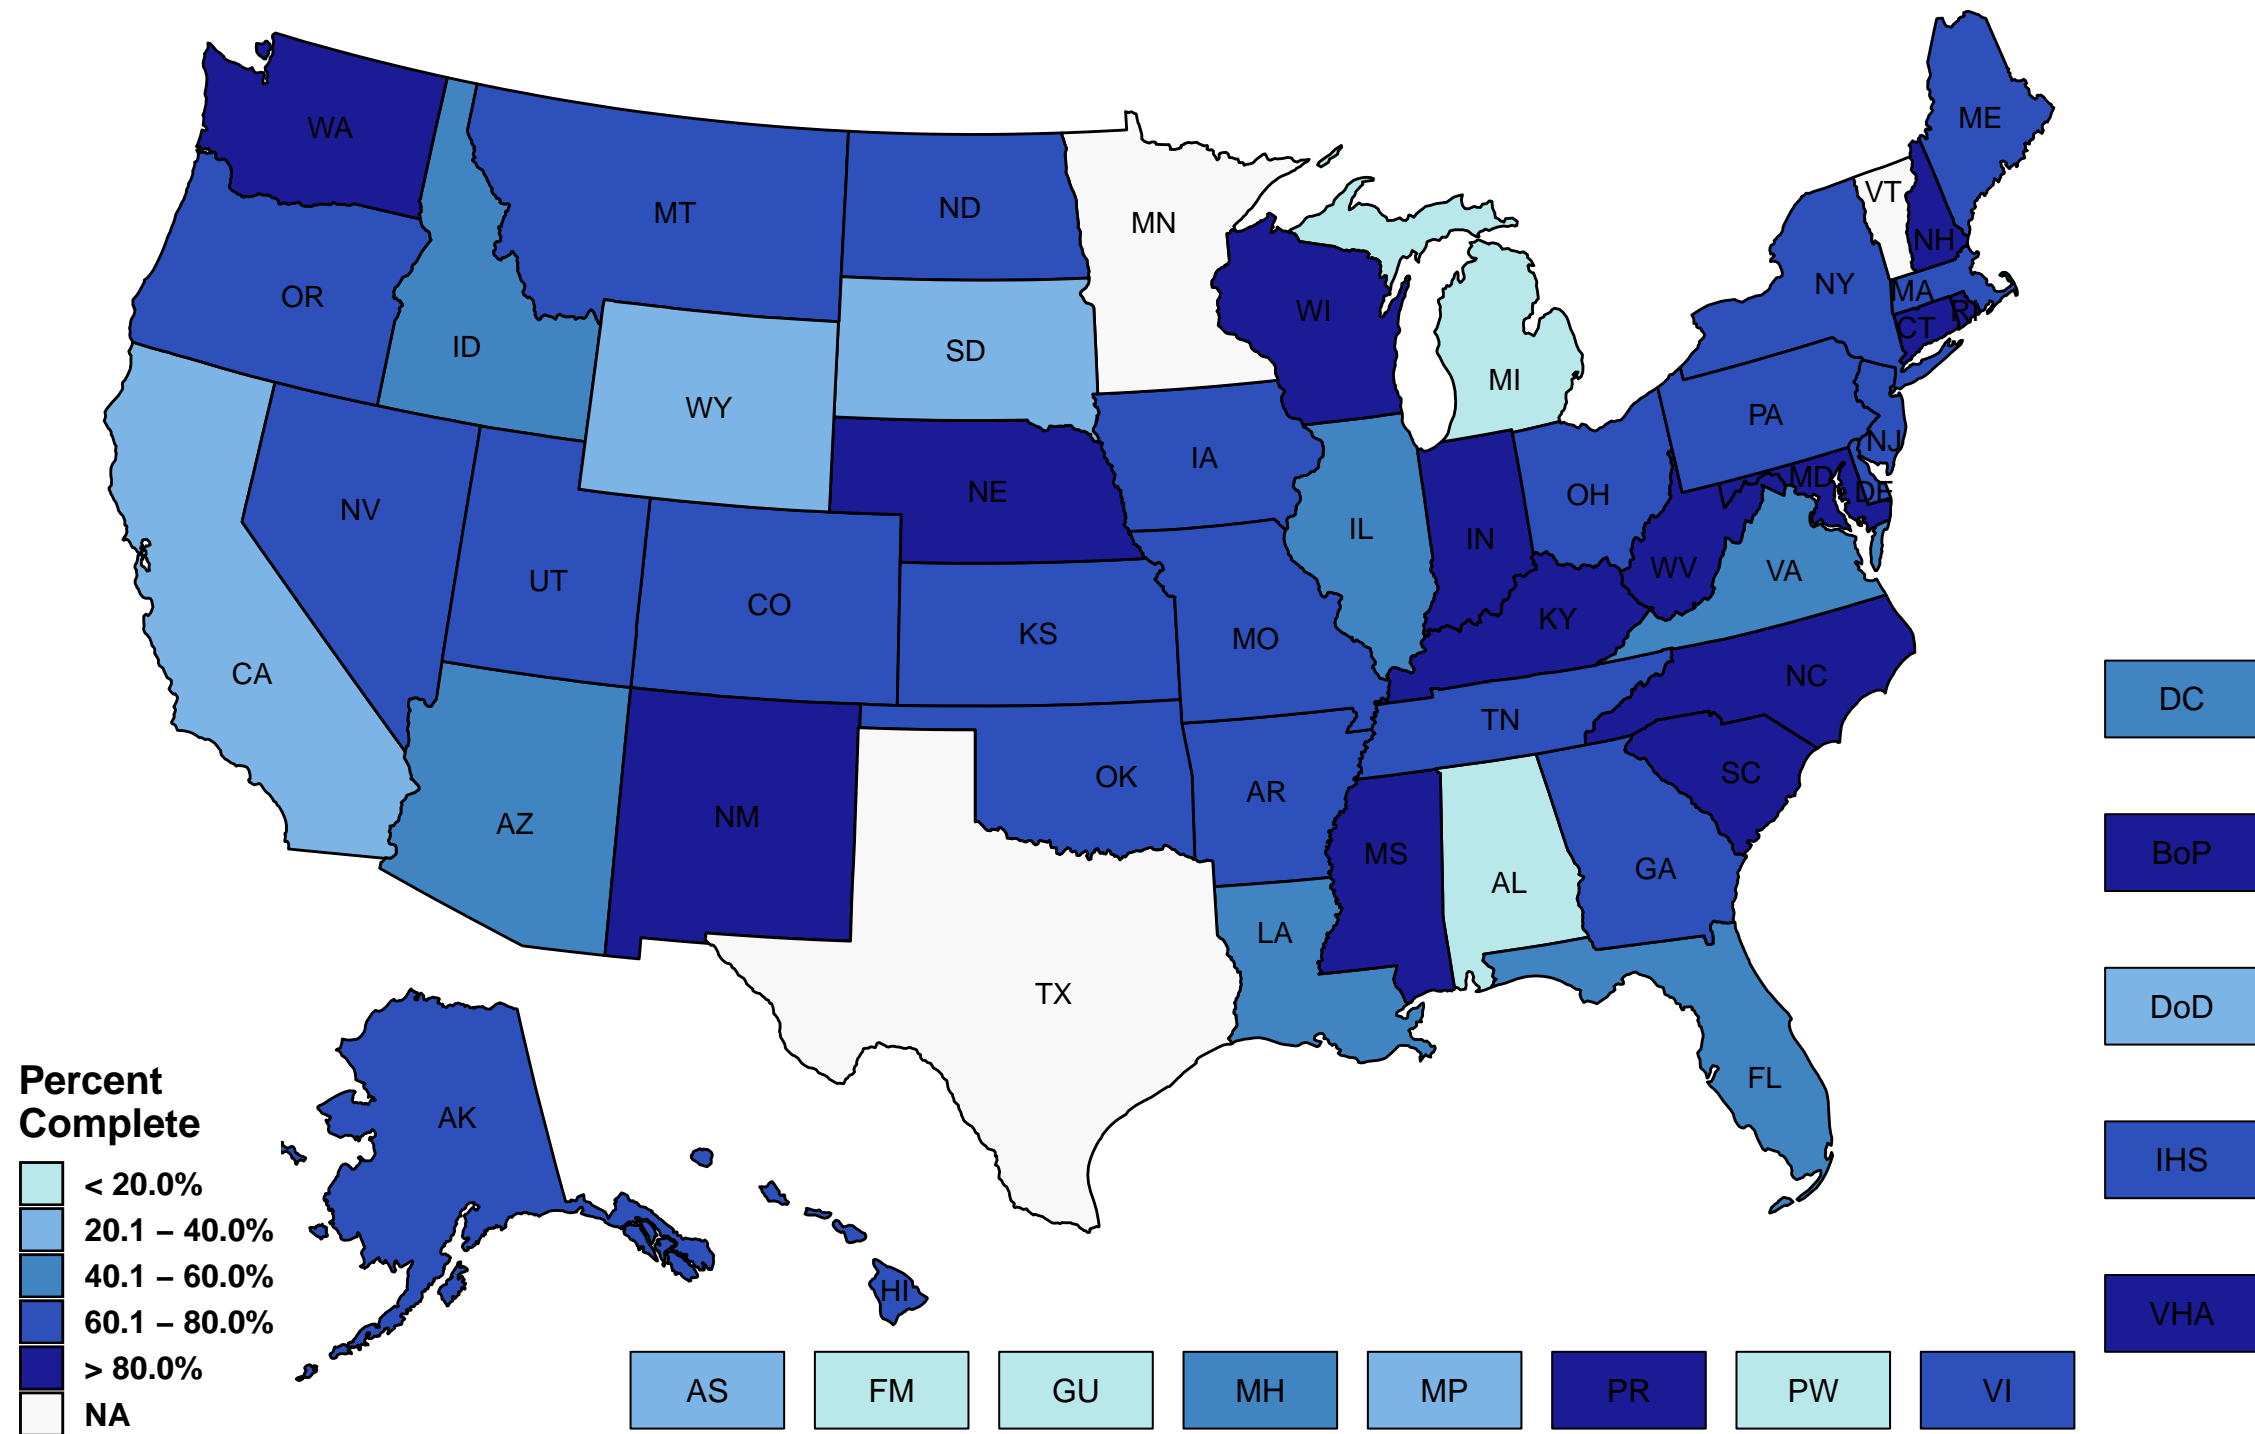 WA
ME
VT
MT
ND
MN
NH
OR
NY
MA
RI
WI
CT
ID
SD
MI
WY
PA
NJ
IA
MD
DE
NE
OH
NV
IL
IN
UT
WV
VA
CO
KY
KS
MO
CA
NC
DC
TN
SC
OK
AR
NM
AZ
MS
BoP
GA
AL
LA
TX
DoD
FL
Percent
Complete
AK
IHS
< 20.0%
20.1 – 40.0%
40.1 – 60.0%
60.1 – 80.0%
> 80.0%
NA
HI
VHA
AS
FM
GU
MH
MP
PR
PW
VI